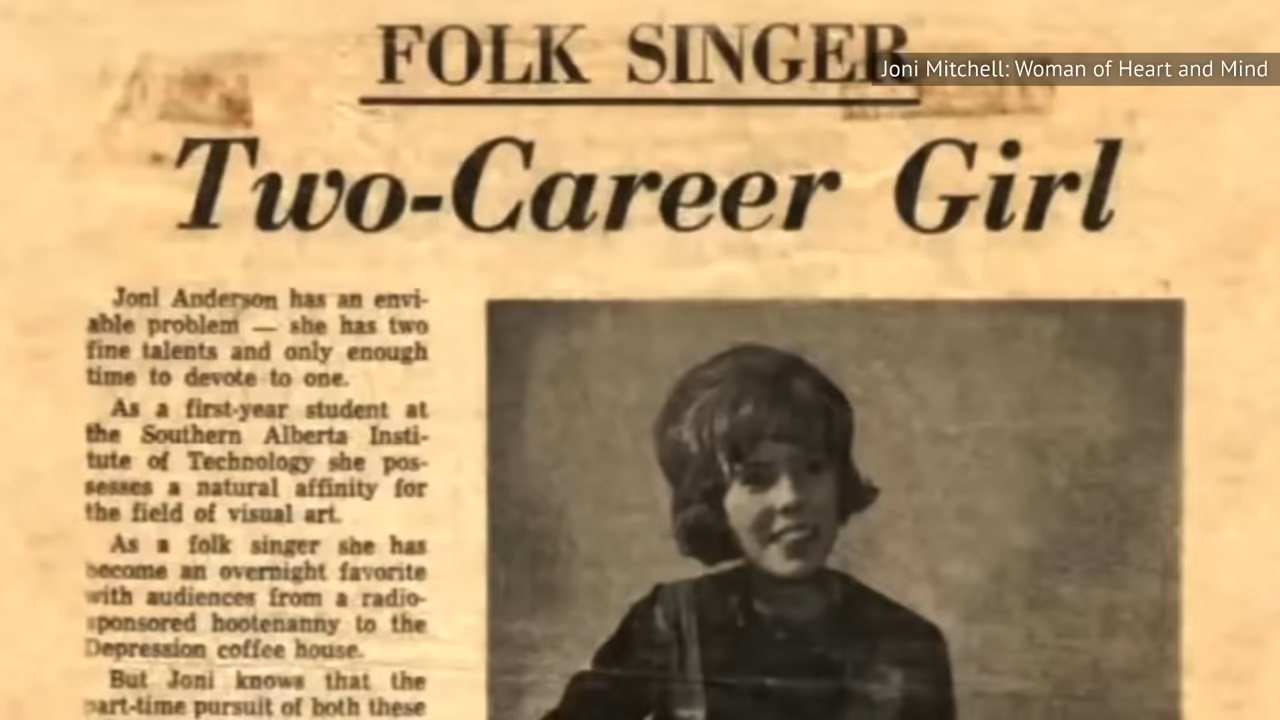 FOLK SINGER
Joni Mitchell: Woman of Heart and Mind
Two-Career Girl
Joni Anderson has an envi-
able problem — she has two
fine talents and only enough
time to devote to one.
As a first-year student at
the Southern Alberta Insti-
tute of Technology she pos-
sesses a natural affinity for
the field of visual art.
As a folk singer she has
become an overnight favorite
with audiences from a radio-
sponsored hootenanny to the
Depression coffee house.
But Joni knows that the
part-time pursuit of both these